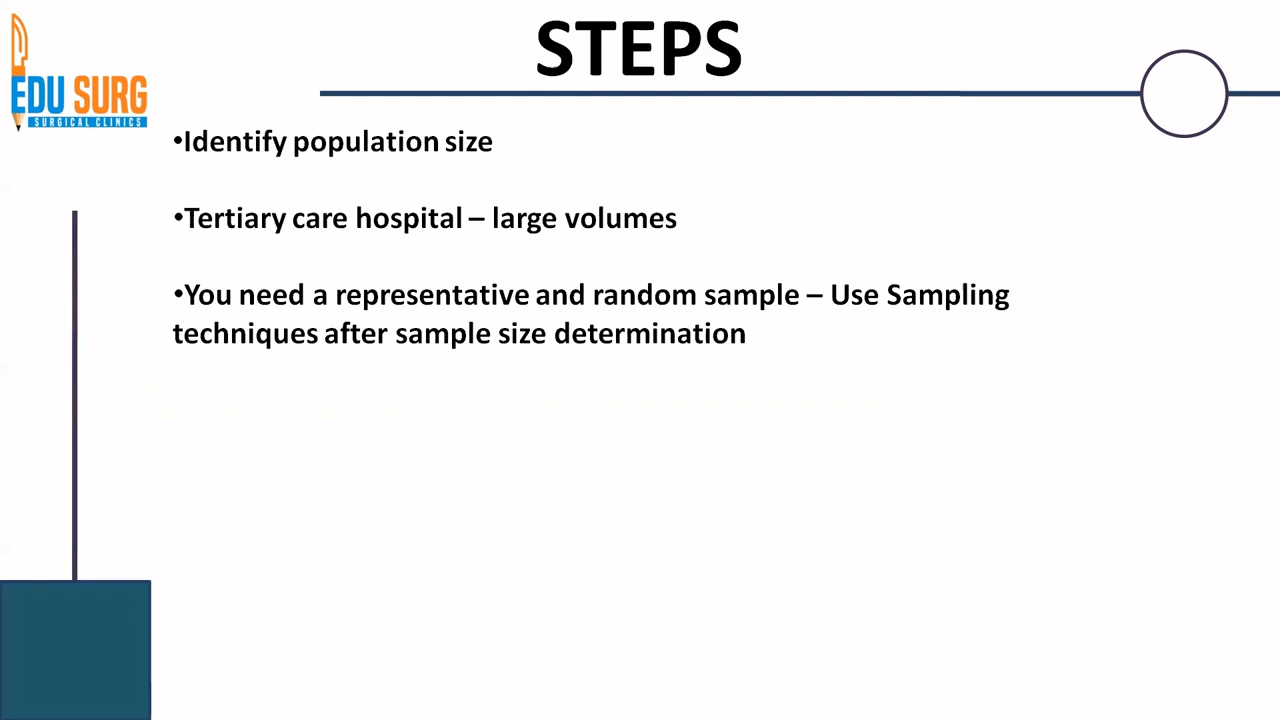 STEPS
EDU SURG
SURGICAL CLINICS
•Identify population size
•Tertiary care hospital – large volumes
•You need a representative and random sample – Use Sampling
techniques after sample size determination